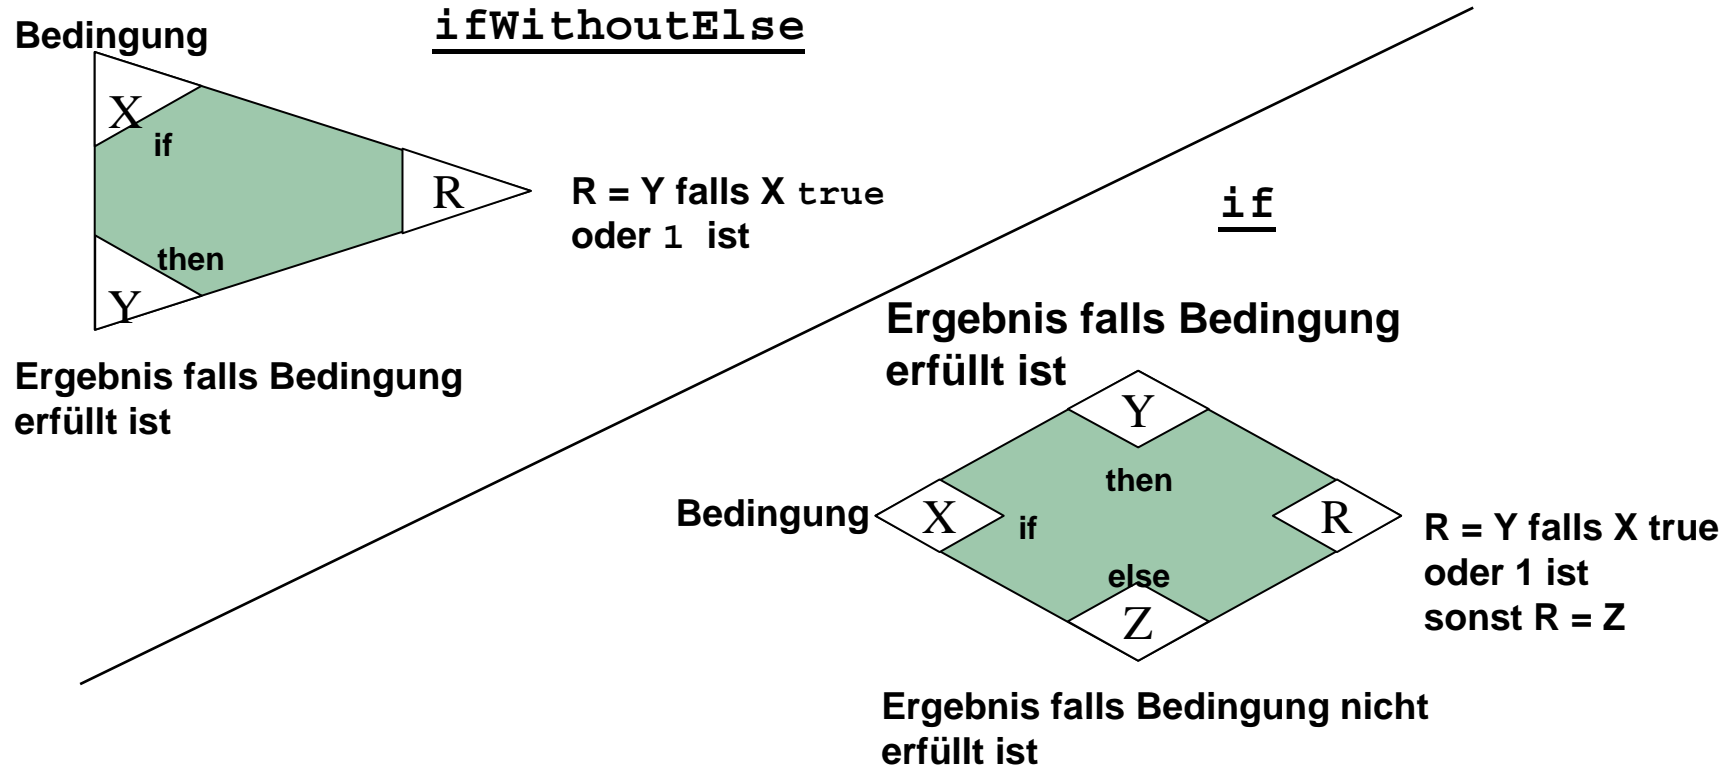 ifWithoutElse
Bedingung
X
if
R
R = Y falls X true
oder 1 ist
then
Y
Ergebnis falls Bedingung
erfüllt ist
if
Ergebnis falls Bedingung
erfüllt ist
Y
then
Bedingung
X
if
R
R = Y falls X true
oder 1 ist
sonst R = Z
else
Z
Ergebnis falls Bedingung nicht
erfüllt ist